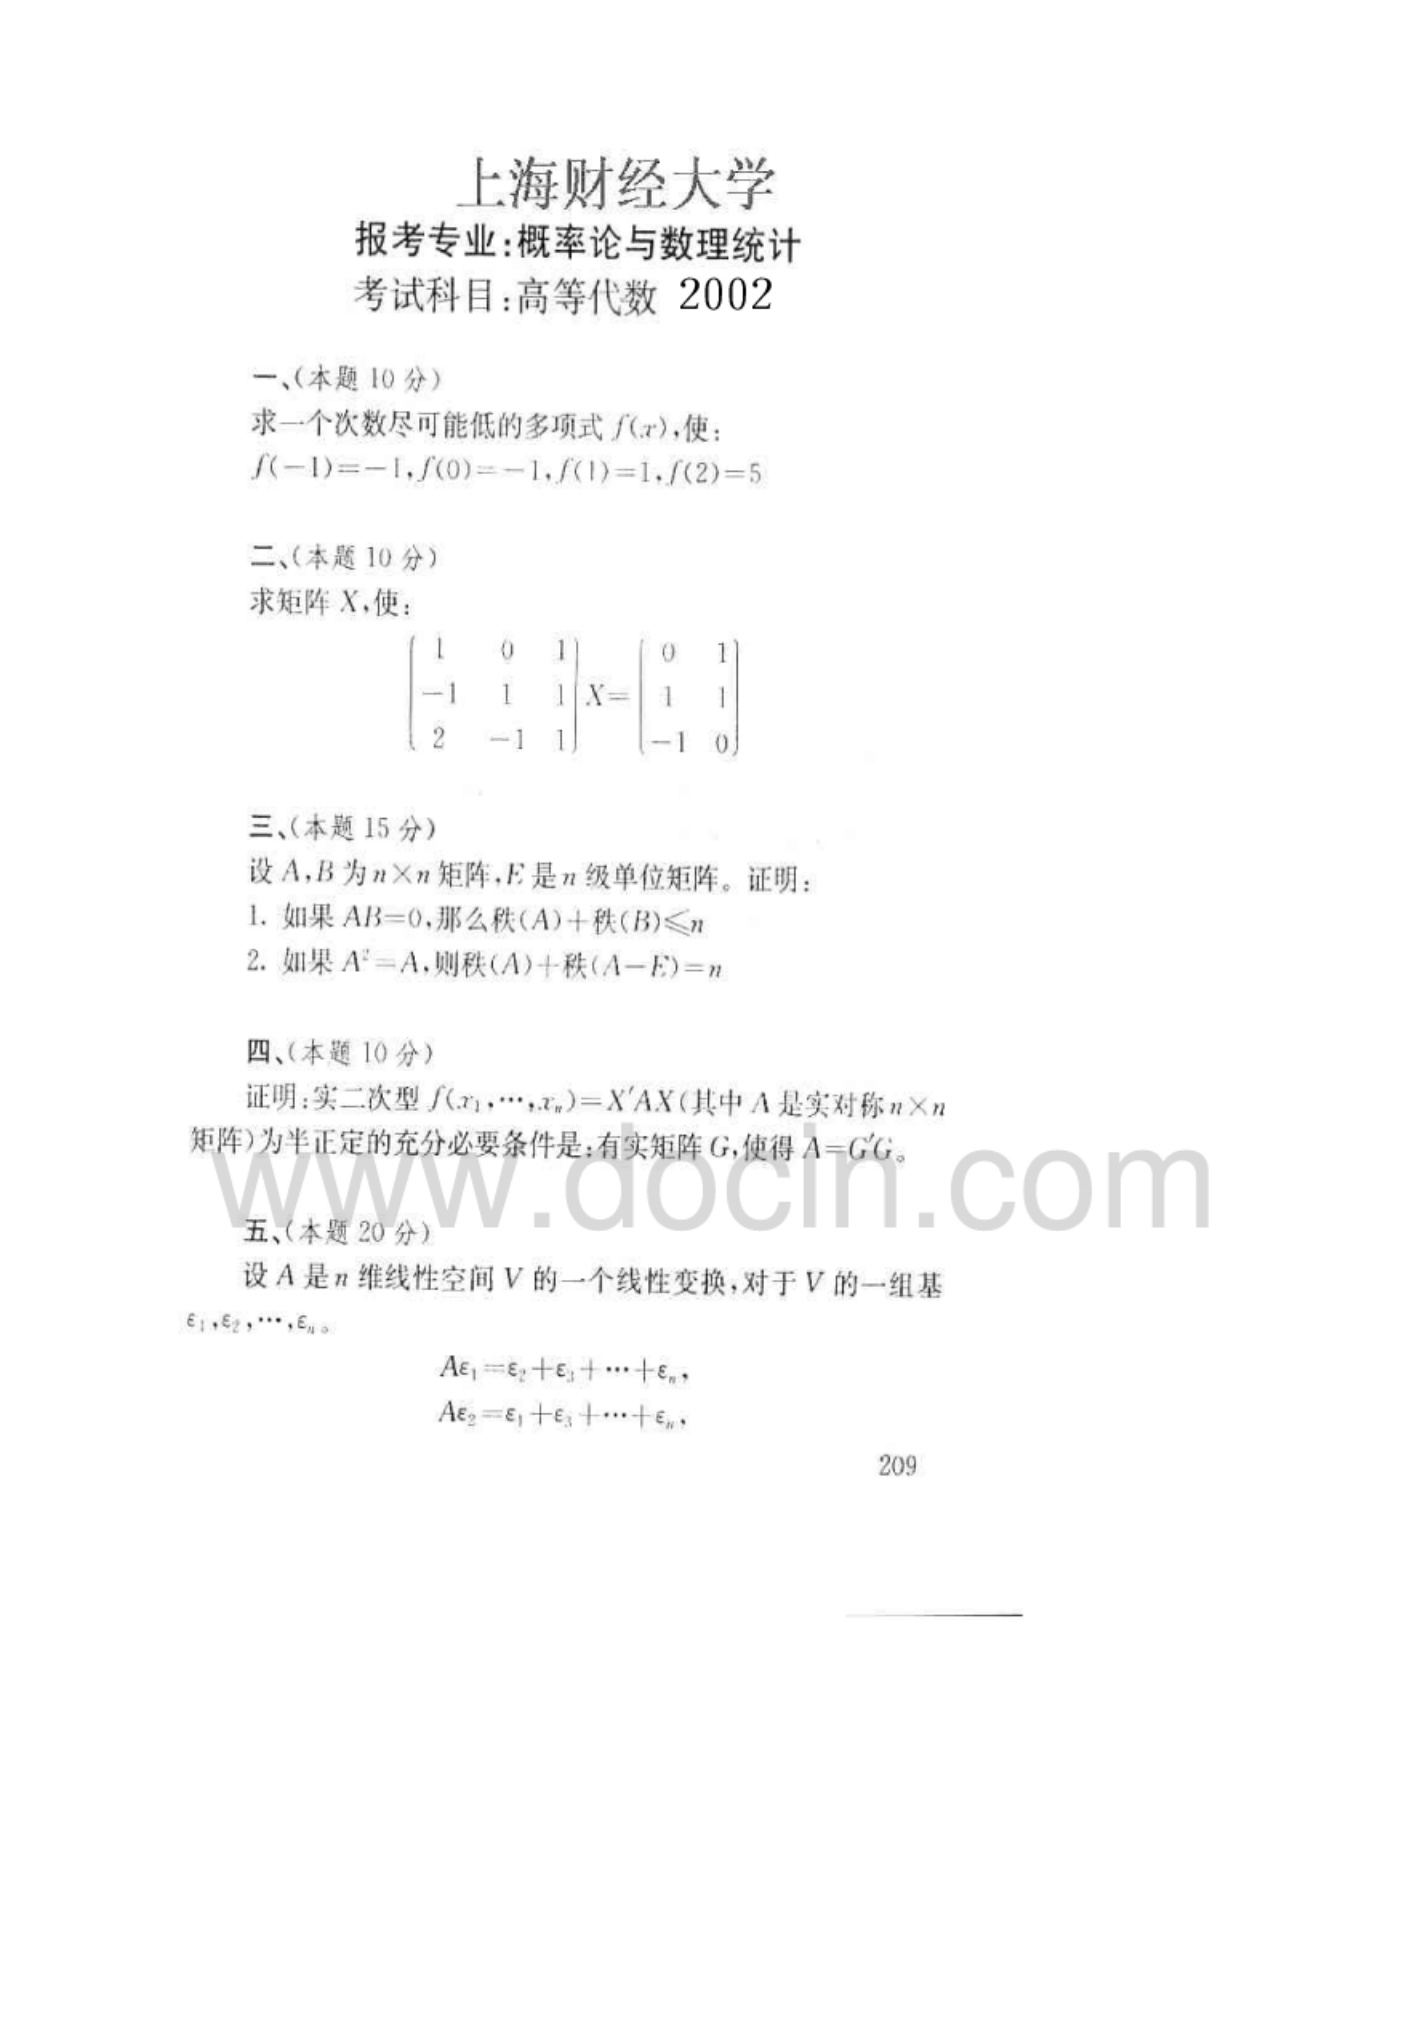 上海财经大学
报考专业:概率论与数理统计
考试科目:高等代数 2002
一、(本题 10 分)
求一个次数尽可能低的多项式 f(x),使:
f(-1)=-1,f(0)=-1,f(1)=1,f(2)=5
二、(本题 10 分)
求矩阵 X,使:
1 0 1
-1 1 1 X=
2 -1 1
0 1
1 1
-1 0
三、(本题 15 分)
设 A,B 为 n×n 矩阵,E 是 n 级单位矩阵。证明:
1. 如果 AB=0,那么秩(A)+秩(B)≤n
2. 如果 A²=A,则秩(A)+秩(A-E)=n
四、(本题 10 分)
证明:实二次型 f(x₁,…,xₙ)=X′AX(其中 A 是实对称 n×n
矩阵)为半正定的充分必要条件是:有实矩阵 G,使得 A=G′G。
www.docin.com
五、(本题 20 分)
设 A 是 n 维线性空间 V 的一个线性变换,对于 V 的一组基
ε₁,ε₂,…,εₙ。
Aε₁=ε₂+ε₃+…+εₙ,
Aε₂=ε₁+ε₃+…+εₙ,
209